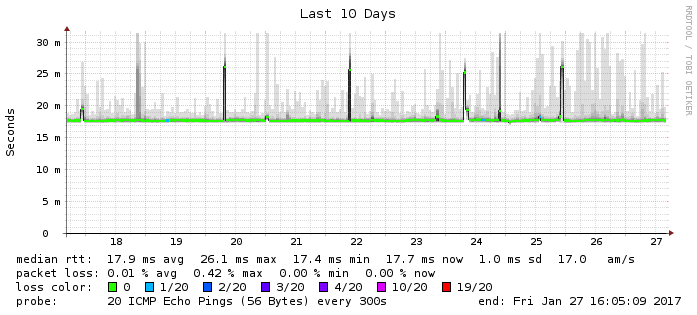 Last 10 Days
RRDTOOL / TOBI OETIKER
Seconds
30 m
25 m
20 m
15 m
10 m
5 m
0
18 19 20 21 22 23 24 25 26 27
median rtt: 17.9 ms avg 26.1 ms max 17.4 ms min 17.7 ms now 1.0 ms sd 17.0 am/s
packet loss: 0.01 % avg 0.42 % max 0.00 % min 0.00 % now
loss color: 0 1/20 2/20 3/20 4/20 10/20 19/20
probe: 20 ICMP Echo Pings (56 Bytes) every 300s end: Fri Jan 27 16:05:09 2017